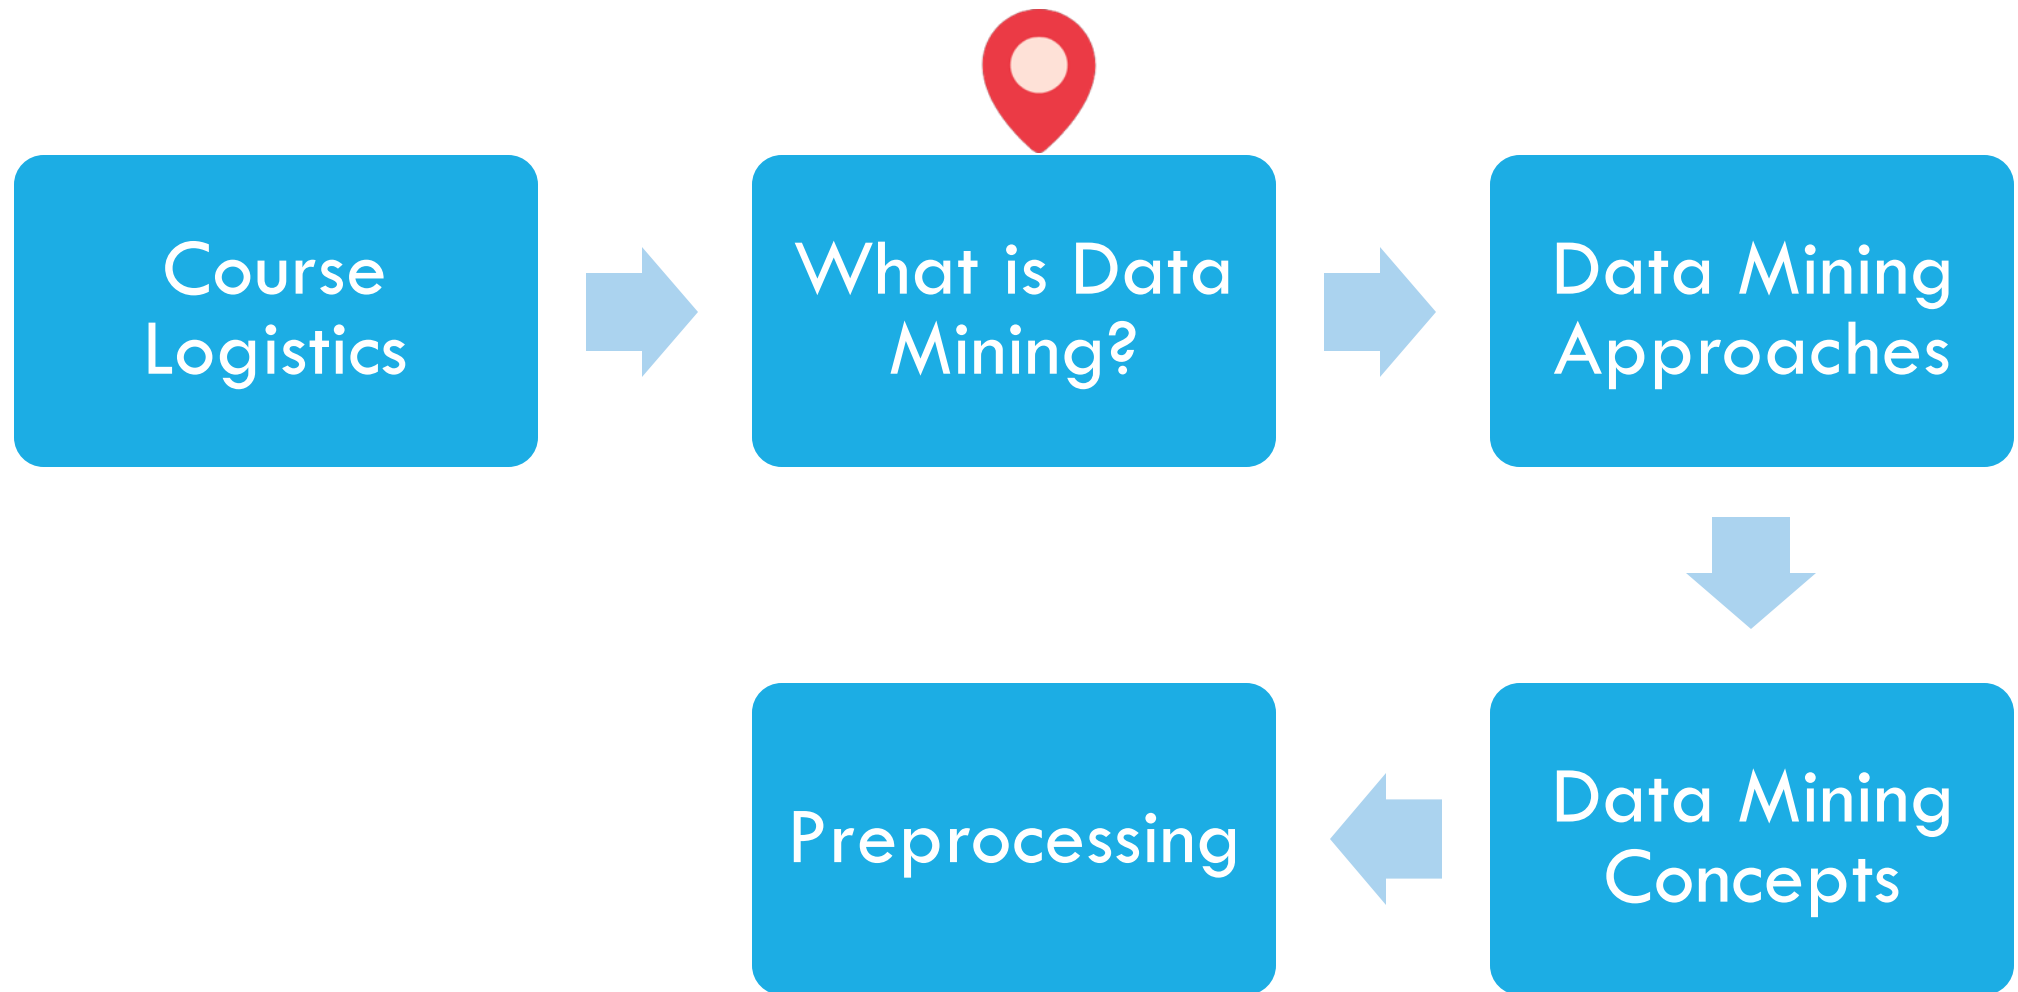 Course
Logistics
What is Data
Mining?
Data Mining
Approaches
Data Mining
Concepts
Preprocessing